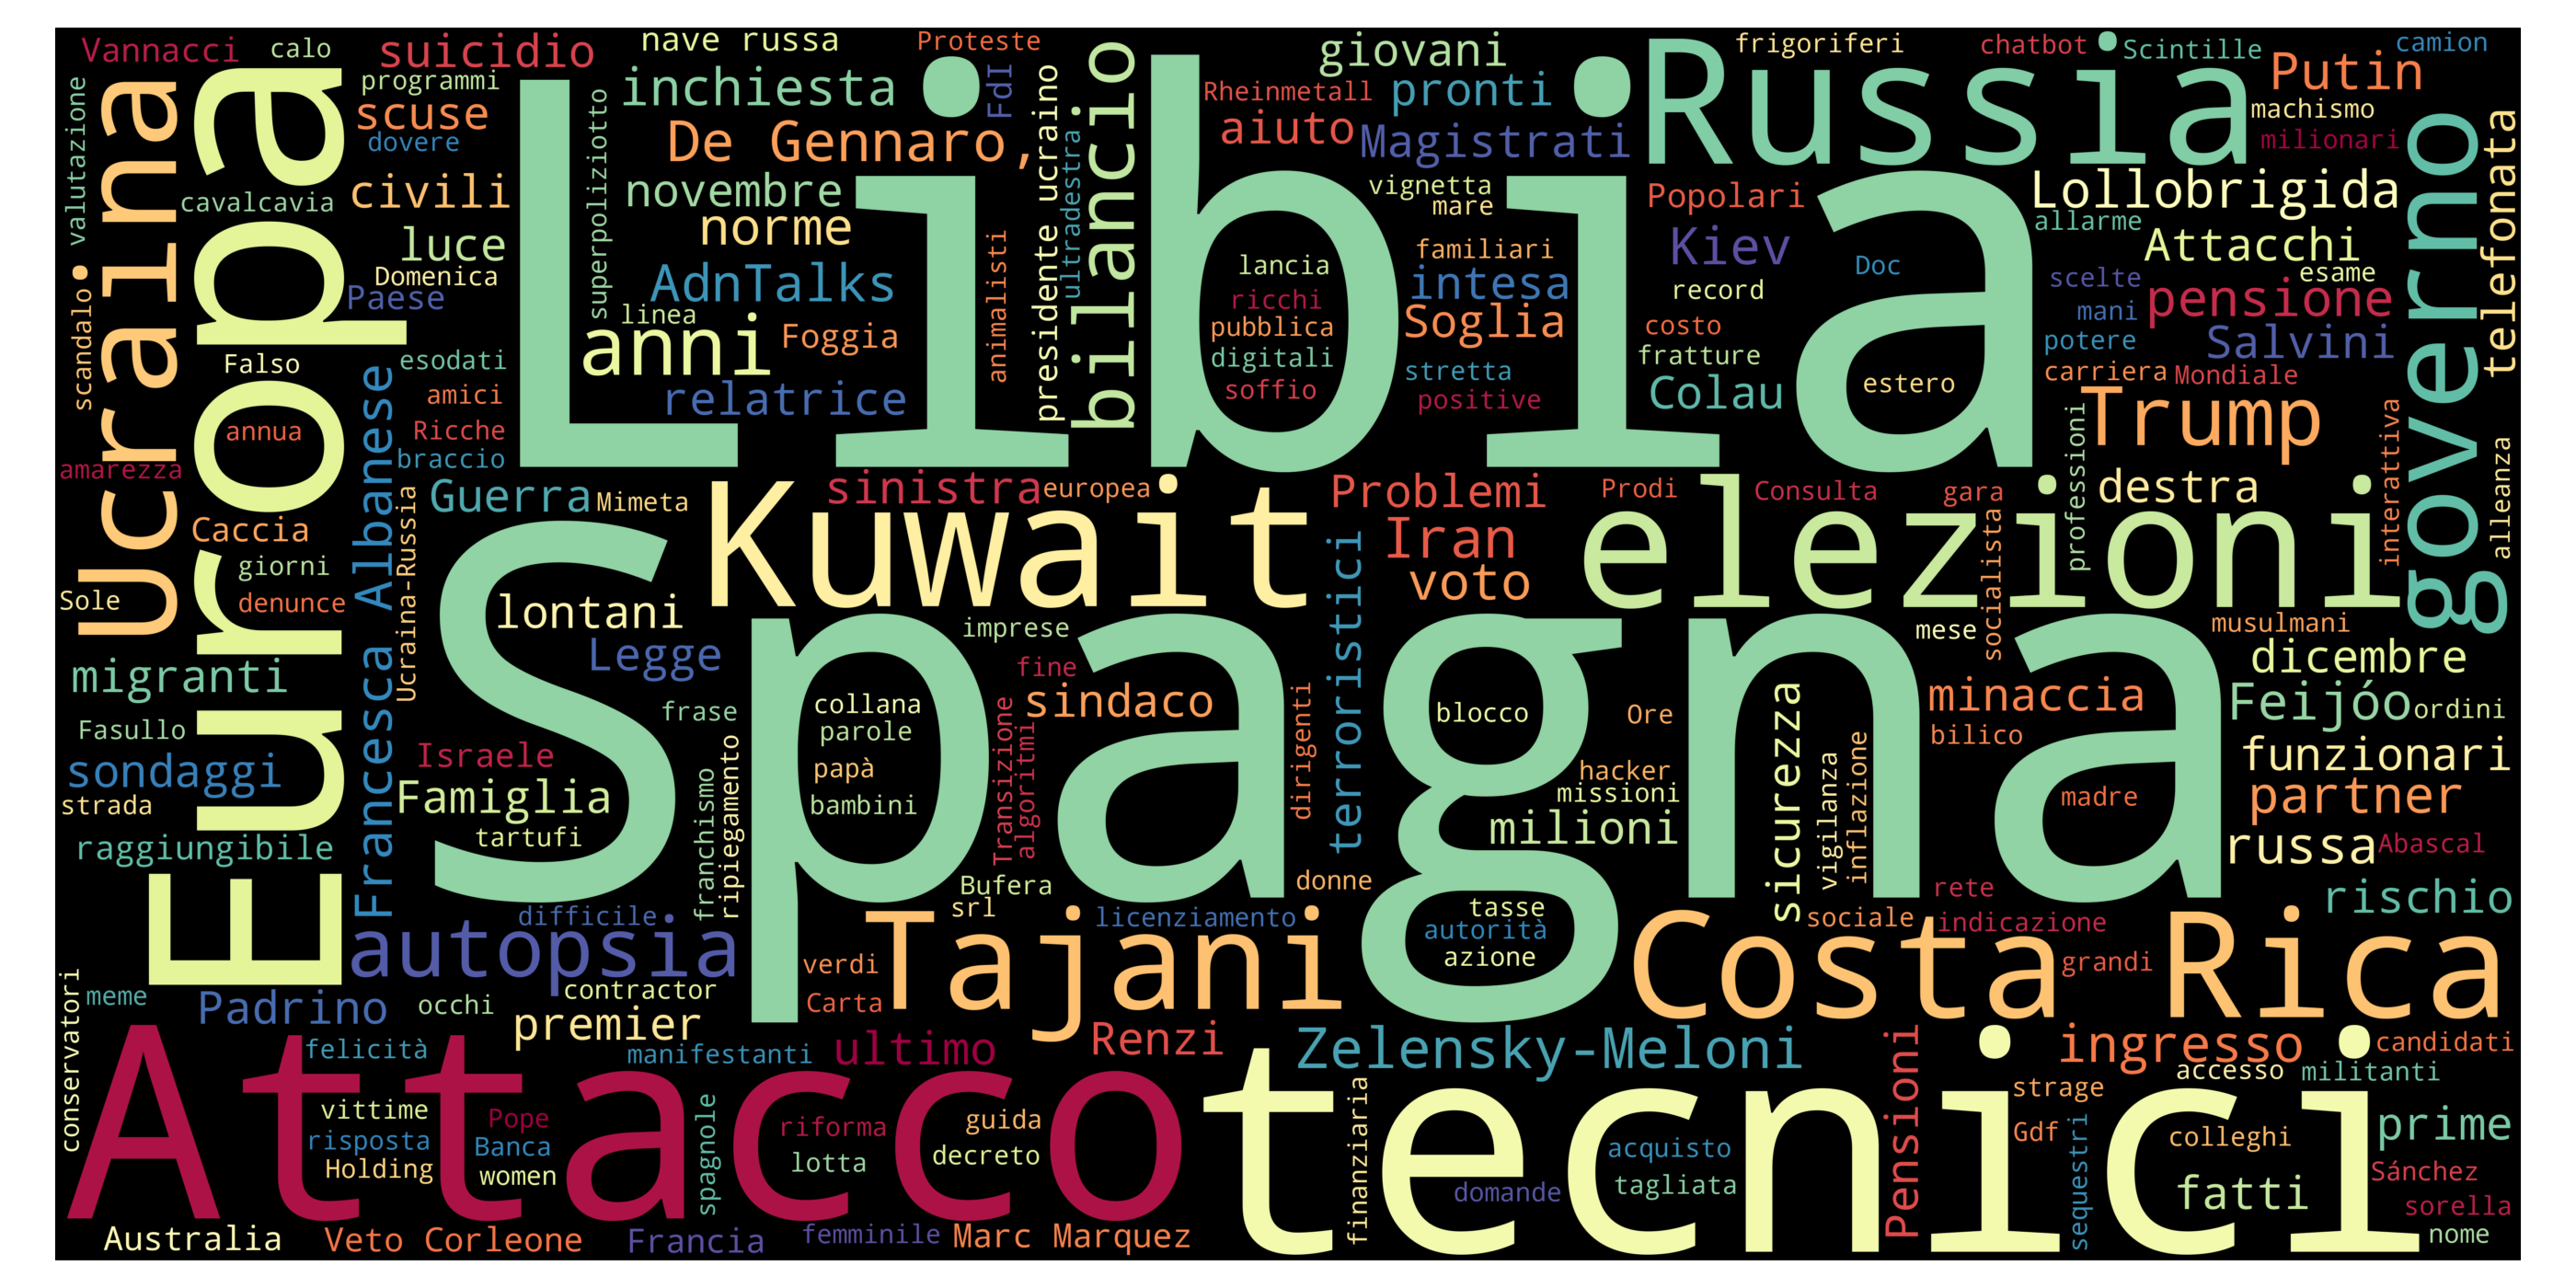 Vannacci
calo
suicidio
nave russa
Proteste
giovani
frigoriferi
chatbot
Scintille
camion
programmi
inchiesta
FdI
Rheinmetall
pronti
Russia
Putin
scuse
dovere
De Gennaro,
aiuto
Magistrati
machismo
milionari
valutazione
Ucraina
Europa
cavalcavia
civili
superpoliziotto
novembre
norme
presidente ucraino
ultradestra
bilancio
vignetta
mare
Popolari
Lollobrigida
allarme
governo
telefonata
luce
Domenica
Paese
AdnTalks
linea
animalisti
Libia
lancia
ricchi
pubblica
digitali
soffio
familiari
intesa
Soglia
stretta
positive
Kiev
record
costo
fratture
Colau
Doc
estero
Attacchi
scelte
esame
mani
pensione
potere
Salvini
carriera
Mondiale
scandalo
Falso
esodati
amici
annua
Ricche
braccio
amarezza
anni
Foggia
relatrice
Trump
professioni
interattiva
alleanza
Francesca Albanese
Guerra
Mimeta
sinistra
europea
Problemi
Prodi
Consulta
gara
destra
Caccia
giorni
Sole
denunce
Ucraina-Russia
Kuwait
Iran
voto
elezioni
socialista
terroristici
lontani
Legge
imprese
fine
mese
musulmani
dicembre
migranti
Fasullo
sondaggi
strada
raggiungibile
Spagna
frase
collana
parole
papà
bambini
Transizione
algoritmi
sindaco
dirigenti
blocco
Ore
hacker
missioni
milioni
sicurezza
vigilanza
inflazione
minaccia
bilico
madre
Feijóo
ordini
funzionari
partner
russa
Abascal
Israele
Famiglia
tartufi
franchismo
ripiegamento
Bufera
donne
srl
licenziamento
tasse
autorità
azione
sociale
rete
indicazione
grandi
rischio
difficile
autopsia
verdi
Carta
Tajani
Costa Rica
conservatori
meme
Padrino
occhi
contractor
premier
felicità
manifestanti
ultimo
Renzi
Zelensky-Meloni
Pensioni
ingresso
candidati
accesso
militanti
strage
Attacco
vittime
risposta
Holding
Pope
Banca
women
spagnole
riforma
lotta
guida
decreto
tecnici
finanziaria
acquisto
tagliata
domande
Gdf
sequestri
colleghi
fatti
prime
Sánchez
sorella
nome
Australia
Veto Corleone
Francia
femminile
Marc Marquez